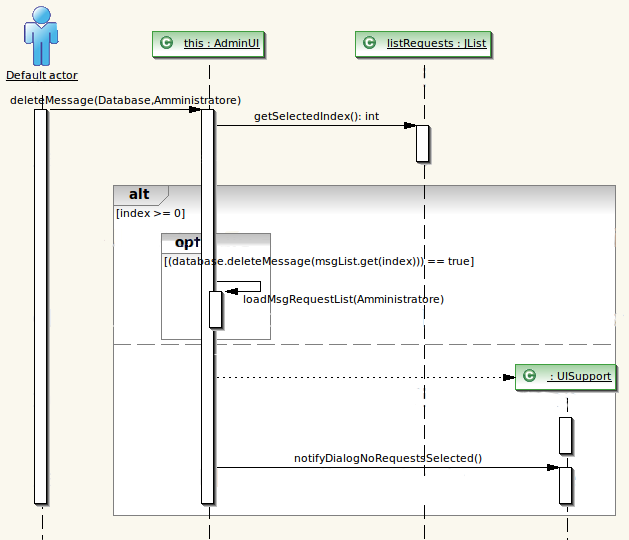 C this : AdminUI
C listRequests : JList
Default actor
deleteMessage(Database,Amministratore)
getSelectedIndex(): int
alt
[index >= 0]
opt
[((database.deleteMessage(msgList.get(index))) == true]
loadMsgRequestList(Amministratore)
C : UISupport
notifyDialogNoRequestsSelected()